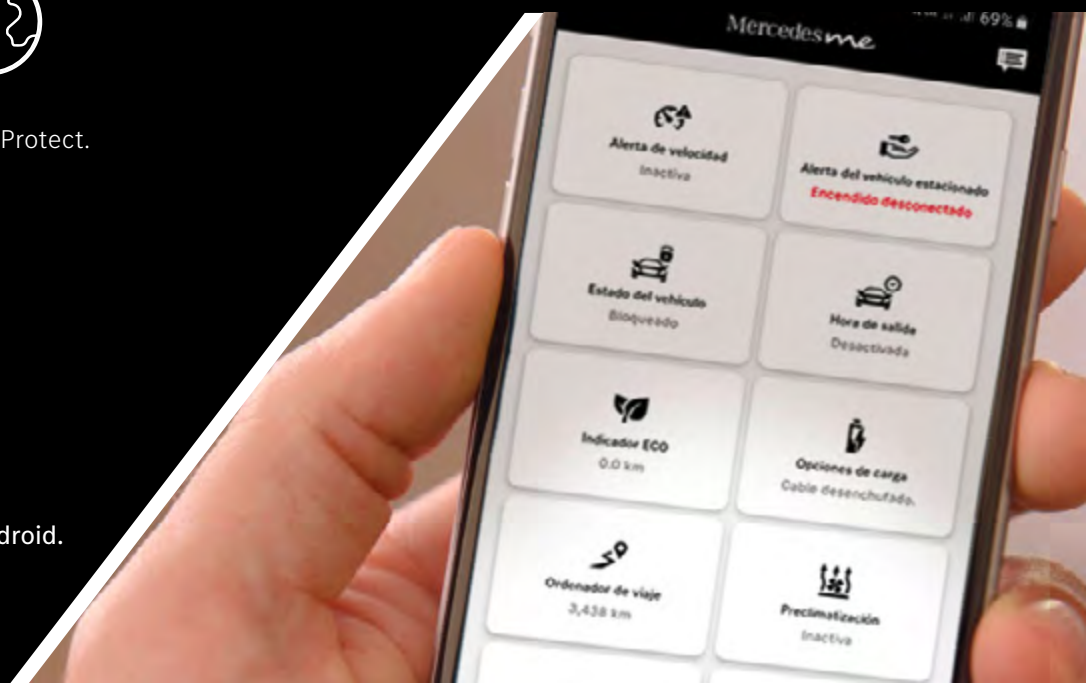 Protect.
droid.
69%
Mercedes me
Alerta de velocidad
Inactiva
Alerta del vehículo estacionado
Encendido desconectado
Estado del vehículo
Bloqueado
Hora de salida
Desactivada
Indicador ECO
0.0 km
Opciones de carga
Cable desenchufado.
Ordenador de viaje
3,438 km
Preclimatización
Inactiva